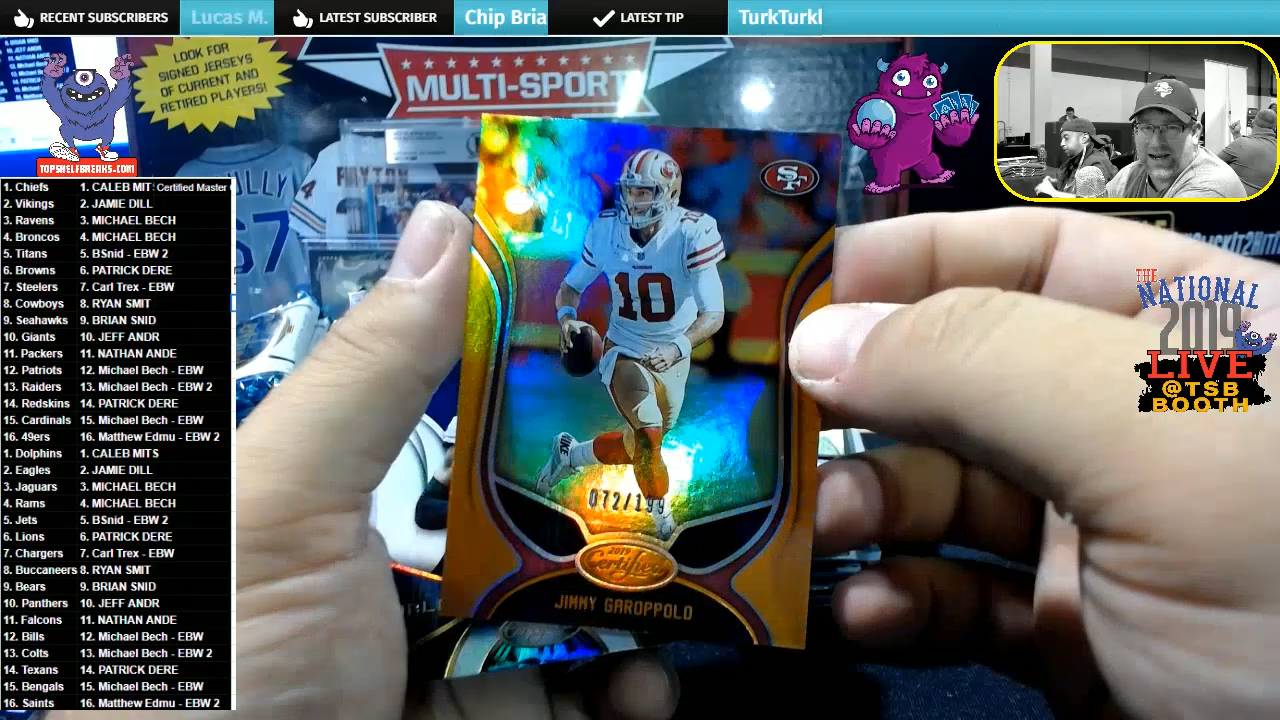 RECENT SUBSCRIBERS Lucas M. LATEST SUBSCRIBER Chip Bria LATEST TIP TurkTurkl
LOOK FOR
SIGNED JERSEYS
OF CURRENT AND
RETIRED PLAYERS!
MULTI-SPORT
TOPSHELFBREAKS.COM
1. Chiefs 1. CALEB MIT Certified Master
2. Vikings 2. JAMIE DILL
3. Ravens 3. MICHAEL BECH
4. Broncos 4. MICHAEL BECH
5. Titans 5. BSnid - EBW 2
6. Browns 6. PATRICK DERE
7. Steelers 7. Carl Trex - EBW
8. Cowboys 8. RYAN SMIT
9. Seahawks 9. BRIAN SNID
10. Giants 10. JEFF ANDR
11. Packers 11. NATHAN ANDE
12. Patriots 12. Michael Bech - EBW
13. Raiders 13. Michael Bech - EBW 2
14. Redskins 14. PATRICK DERE
15. Cardinals 15. Michael Bech - EBW
16. 49ers 16. Matthew Edmu - EBW 2
1. Dolphins 1. CALEB MITS
2. Eagles 2. JAMIE DILL
3. Jaguars 3. MICHAEL BECH
4. Rams 4. MICHAEL BECH
5. Jets 5. BSnid - EBW 2
6. Lions 6. PATRICK DERE
7. Chargers 7. Carl Trex - EBW
8. Buccaneers 8. RYAN SMIT
9. Bears 9. BRIAN SNID
10. Panthers 10. JEFF ANDR
11. Falcons 11. NATHAN ANDE
12. Bills 12. Michael Bech - EBW
13. Colts 13. Michael Bech - EBW 2
14. Texans 14. PATRICK DERE
15. Bengals 15. Michael Bech - EBW
16. Saints 16. Matthew Edmu - EBW 2
67
SF
10
10
NIKE
072/199
2019
Certified
JIMMY GAROPPOLO
THE
NATIONAL
2019
LIVE
@TSB
BOOTH